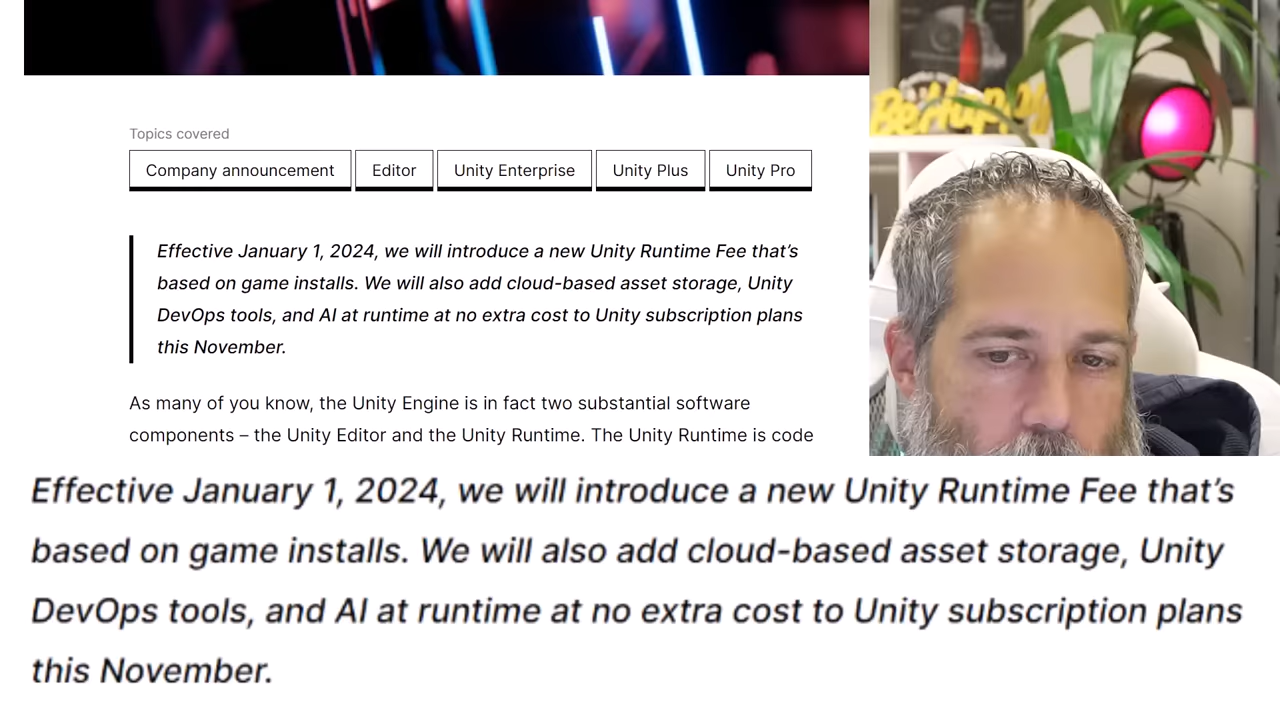 Topics covered
Company announcement
Editor
Unity Enterprise
Unity Plus
Unity Pro
Effective January 1, 2024, we will introduce a new Unity Runtime Fee that's
based on game installs. We will also add cloud-based asset storage, Unity
DevOps tools, and AI at runtime at no extra cost to Unity subscription plans
this November.
As many of you know, the Unity Engine is in fact two substantial software
components – the Unity Editor and the Unity Runtime. The Unity Runtime is code
Be Happy
Effective January 1, 2024, we will introduce a new Unity Runtime Fee that's
based on game installs. We will also add cloud-based asset storage, Unity
DevOps tools, and AI at runtime at no extra cost to Unity subscription plans
this November.